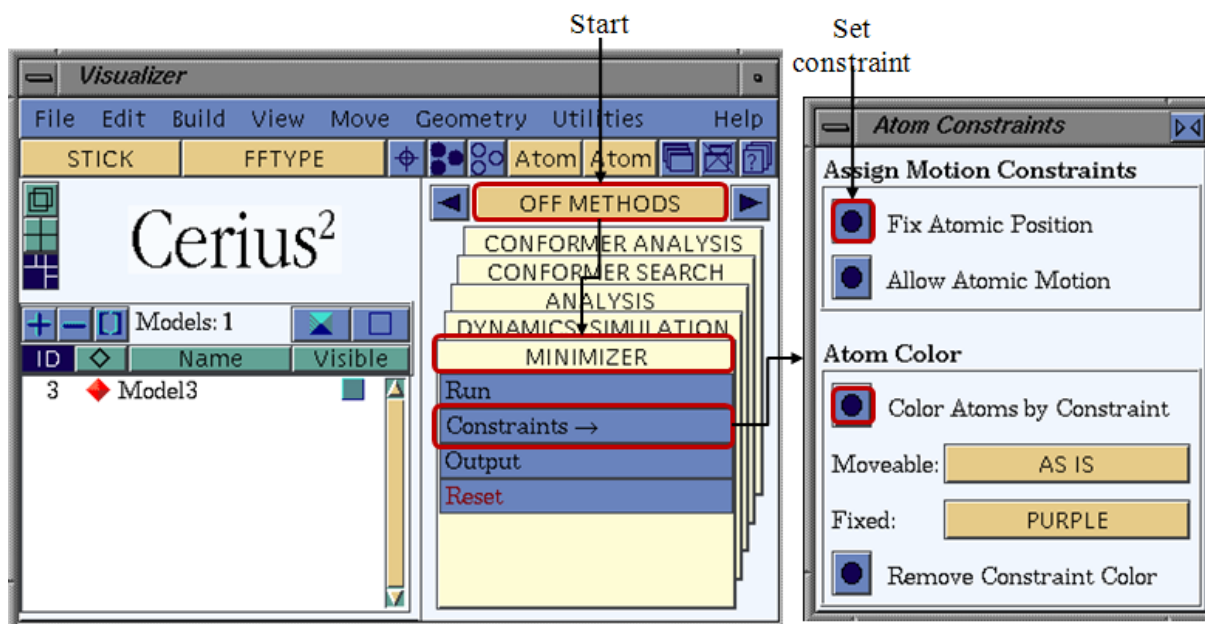 Start
Set
constraint
Visualizer
File Edit Build View Move Geometry Utilities Help
STICK FFTYPE Atom Atom ?
Cerius2
OFF METHODS
CONFORMER ANALYSIS
CONFORMER SEARCH
ANALYSIS
DYNAMICS SIMULATION
MINIMIZER
Run
Constraints →
Output
Reset
+ − [] Models: 1
ID Name Visible
3 Model3
Atom Constraints
Assign Motion Constraints
Fix Atomic Position
Allow Atomic Motion
Atom Color
Color Atoms by Constraint
Moveable: AS IS
Fixed: PURPLE
Remove Constraint Color